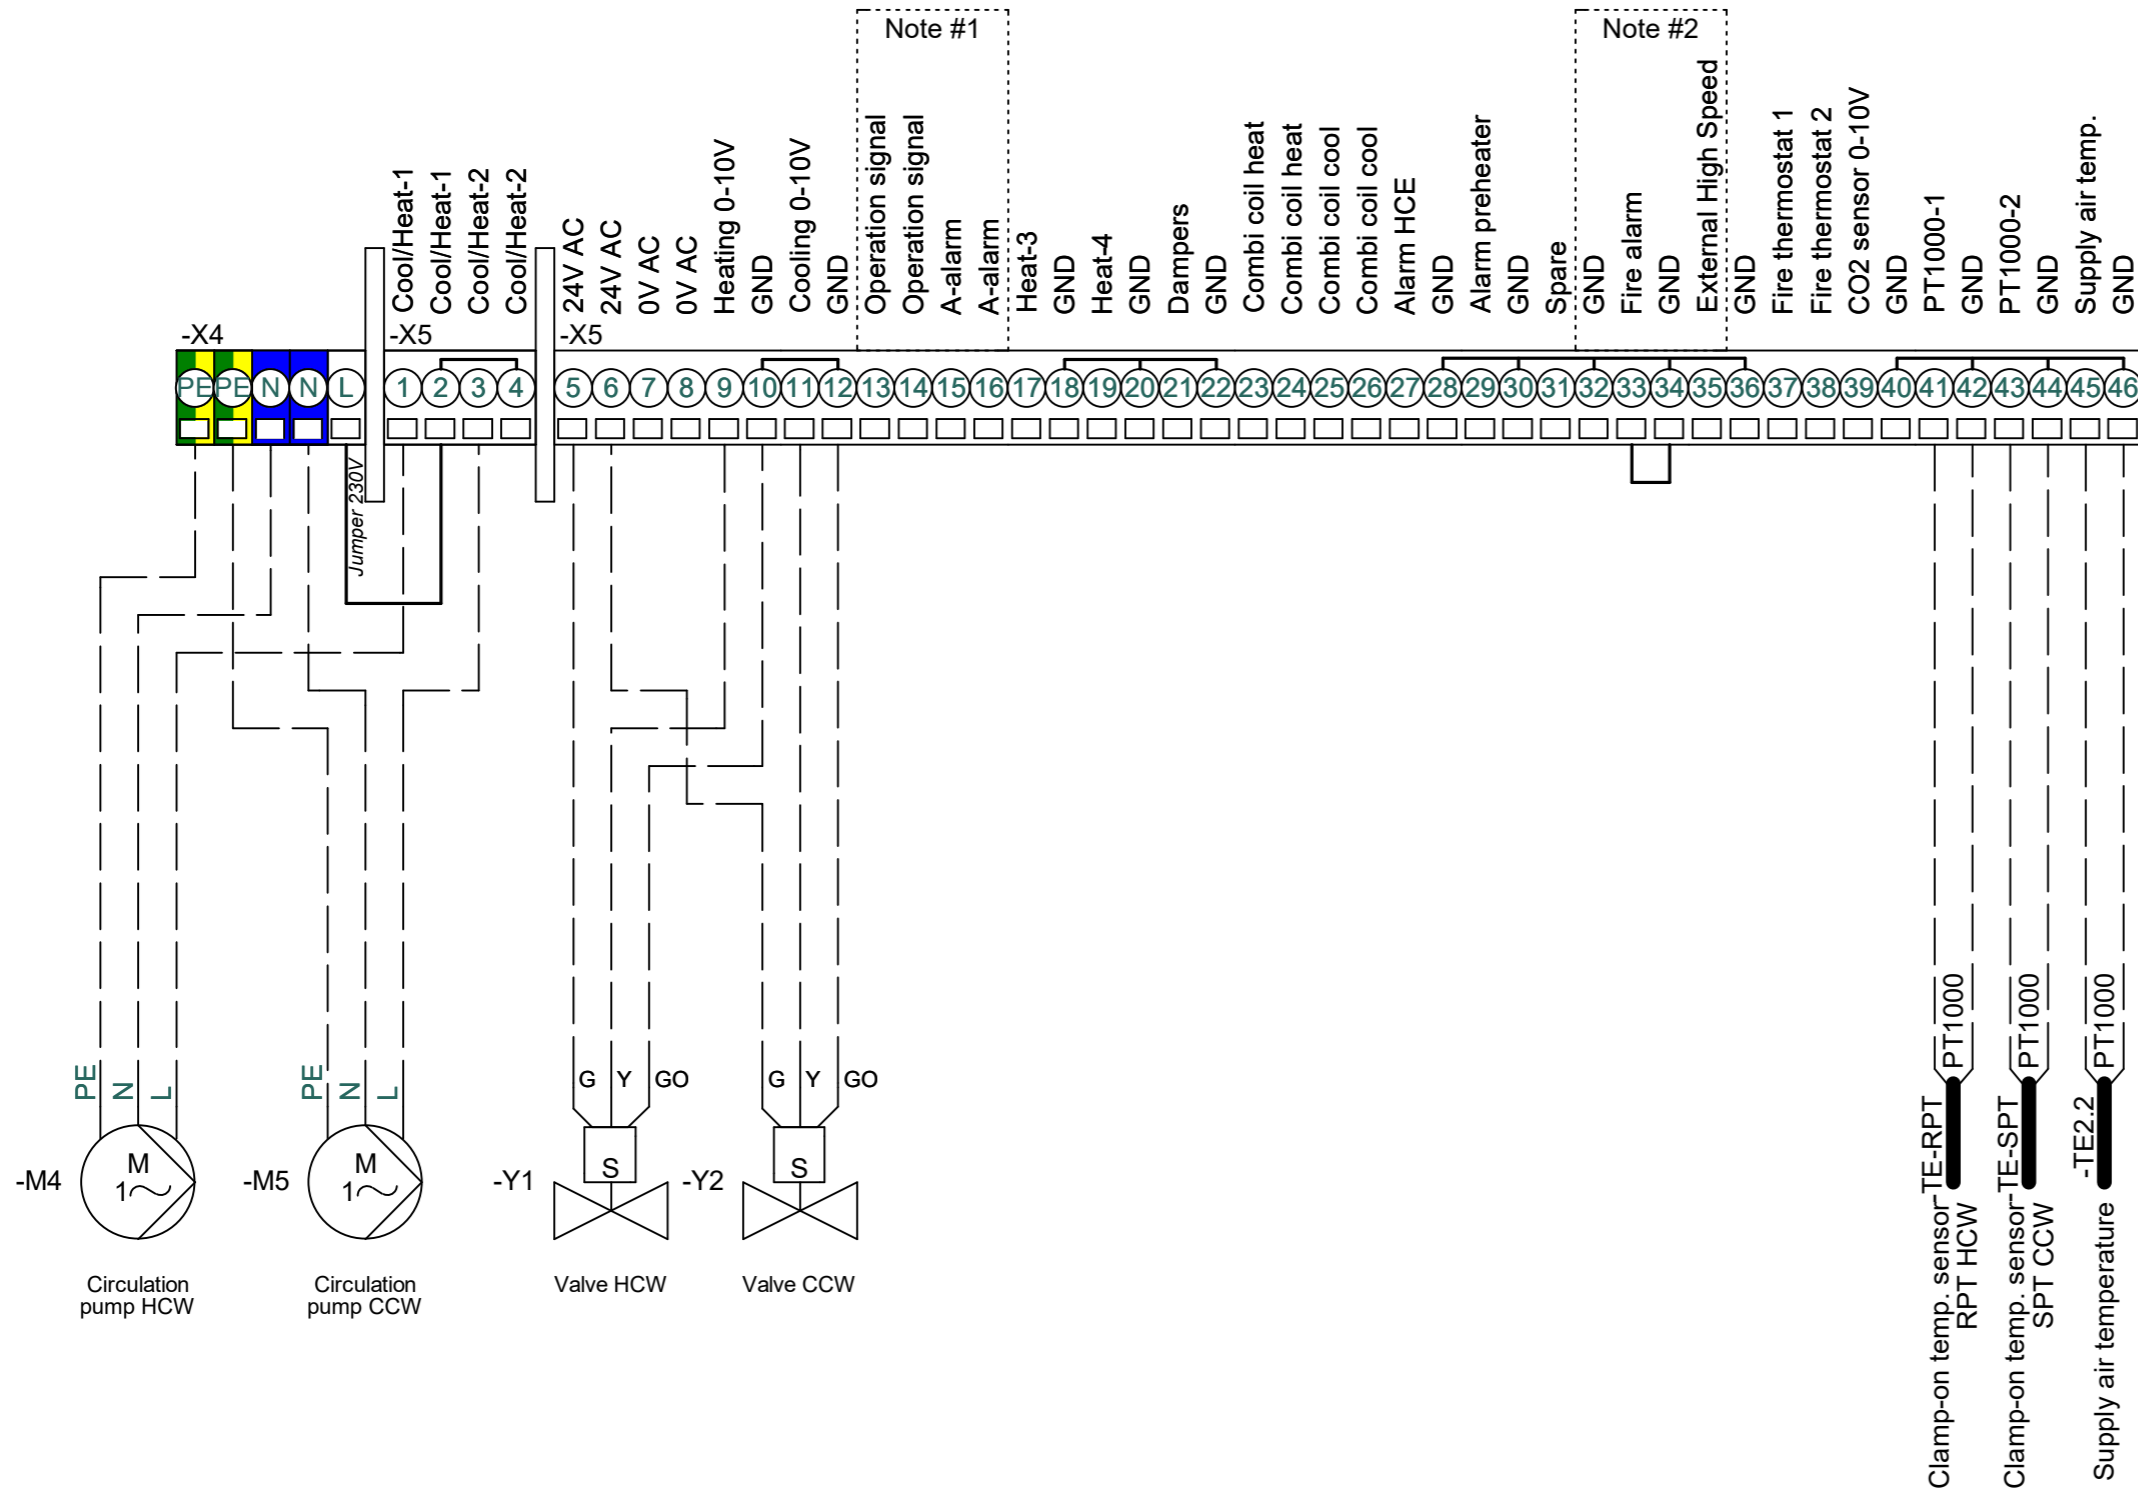 Note #1
Note #2
Cool/Heat-1
Cool/Heat-1
Cool/Heat-2
Cool/Heat-2
24V AC
24V AC
0V AC
0V AC
Heating 0-10V
GND
Cooling 0-10V
GND
Operation signal
Operation signal
A-alarm
A-alarm
Heat-3
GND
Heat-4
GND
Dampers
GND
Combi coil heat
Combi coil heat
Combi coil cool
Combi coil cool
Alarm HCE
GND
Alarm preheater
GND
Spare
GND
Fire alarm
GND
External High Speed
GND
Fire thermostat 1
Fire thermostat 2
CO2 sensor 0-10V
GND
PT1000-1
GND
PT1000-2
GND
Supply air temp.
GND
-X4
-X5
-X5
PE PE N N L 1 2 3 4 5 6 7 8 9 10 11 12 13 14 15 16 17 18 19 20 21 22 23 24 25 26 27 28 29 30 31 32 33 34 35 36 37 38 39 40 41 42 43 44 45 46
Jumper 230V
PE
N
L
PE
N
L
G Y GO
G Y GO
PT1000
PT1000
PT1000
-M4
M
1
-M5
M
1
-Y1
S
-Y2
S
Circulation
pump HCW
Circulation
pump CCW
Valve HCW
Valve CCW
-TE-RPT
Clamp-on temp. sensor
RPT HCW
-TE-SPT
Clamp-on temp. sensor
SPT CCW
-TE2.2
Supply air temperature